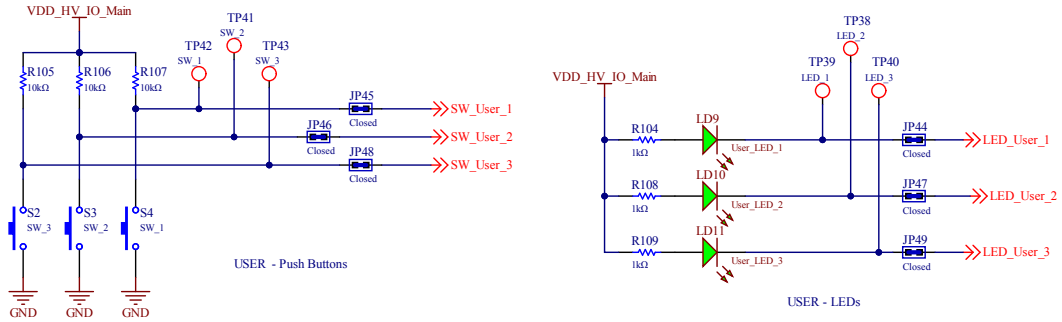 VDD_HV_IO_Main
R105
10kΩ
R106
10kΩ
R107
10kΩ
TP42
SW_1
TP41
SW_2
TP43
SW_3
JP45
Closed
SW_User_1
JP46
Closed
SW_User_2
JP48
Closed
SW_User_3
S2
SW_3
S3
SW_2
S4
SW_1
GND
GND
GND
USER - Push Buttons
VDD_HV_IO_Main
TP39
LED_1
TP38
LED_2
TP40
LED_3
R104
1kΩ
LD9
User_LED_1
JP44
Closed
LED_User_1
R108
1kΩ
LD10
User_LED_2
JP47
Closed
LED_User_2
R109
1kΩ
LD11
User_LED_3
JP49
Closed
LED_User_3
USER - LEDs